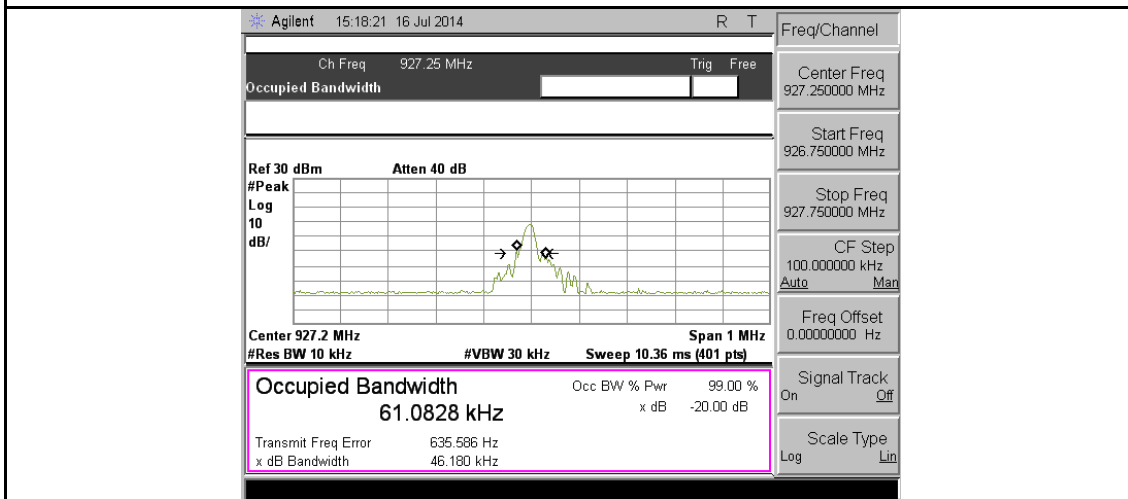 Agilent 15:18:21 16 Jul 2014 R T
Freq/Channel
Ch Freq 927.25 MHz Trig Free
Occupied Bandwidth
Center Freq
927.250000 MHz
Start Freq
926.750000 MHz
Stop Freq
927.750000 MHz
CF Step
100.000000 kHz
Auto Man
Freq Offset
0.00000000 Hz
Signal Track
On Off
Scale Type
Log Lin
Ref 30 dBm Atten 40 dB
#Peak
Log
10
dB/
Center 927.2 MHz Span 1 MHz
#Res BW 10 kHz #VBW 30 kHz Sweep 10.36 ms (401 pts)
Occupied Bandwidth
61.0828 kHz
Occ BW % Pwr 99.00 %
x dB -20.00 dB
Transmit Freq Error 635.586 Hz
x dB Bandwidth 46.180 kHz